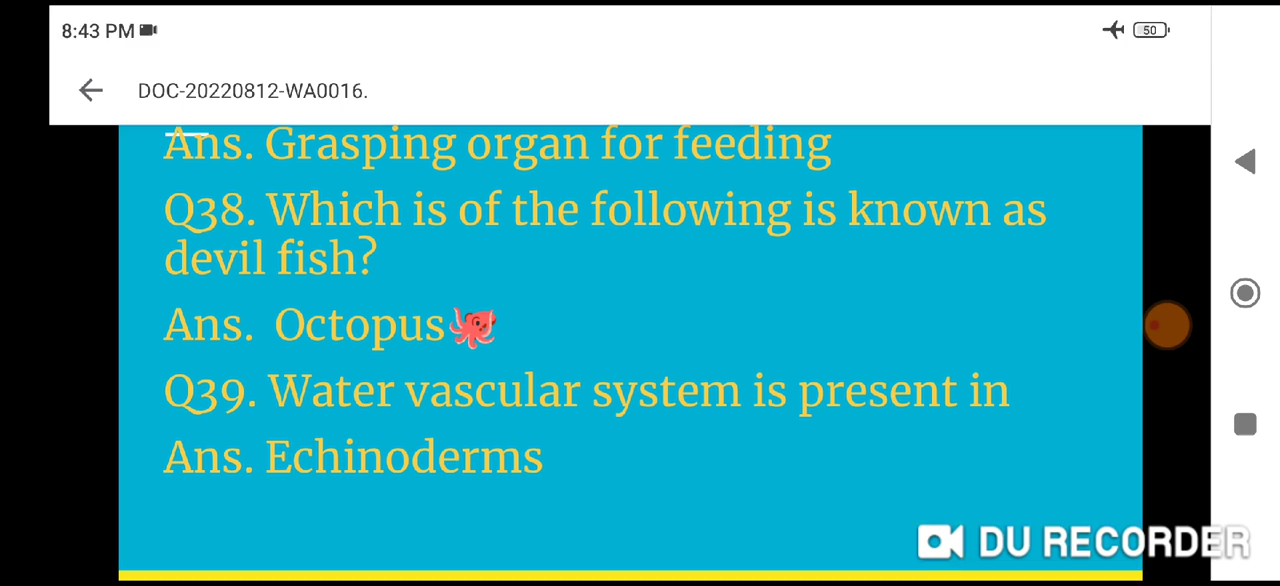 8:43 PM
50
DOC-20220812-WA0016.
Ans. Grasping organ for feeding
Q38. Which is of the following is known as
devil fish?
Ans. Octopus🐙
Q39. Water vascular system is present in
Ans. Echinoderms
DU RECORDER